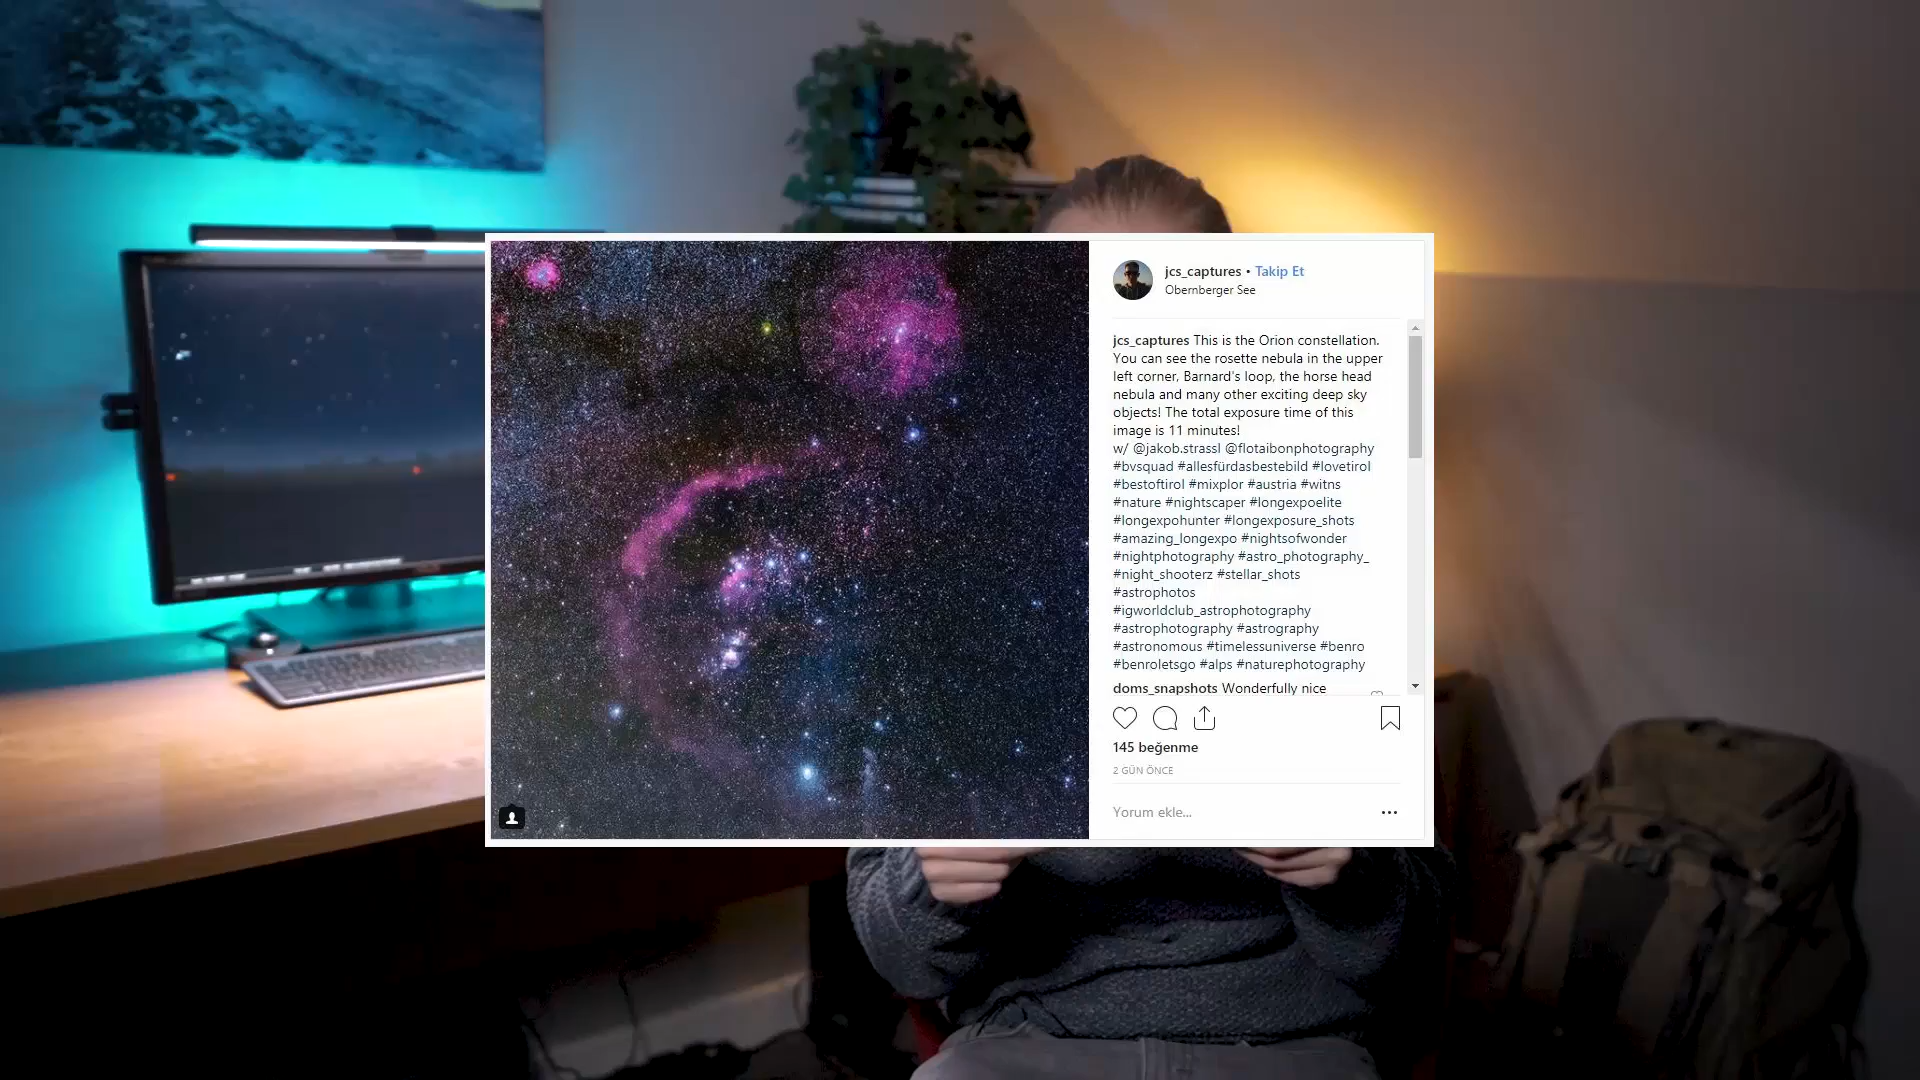 jcs_captures • Takip Et
Obernberger See
jcs_captures This is the Orion constellation.
You can see the rosette nebula in the upper
left corner, Barnard's loop, the horse head
nebula and many other exciting deep sky
objects! The total exposure time of this
image is 11 minutes!
w/ @jakob.strassl @flotaibonphotography
#bvsquad #allesfürdasbestebild #lovetirol
#bestoftirol #mixplor #austria #witns
#nature #nightscaper #longexpoelite
#longexpohunter #longexposure_shots
#amazing_longexpo #nightsofwonder
#nightphotography #astro_photography_
#night_shooterz #stellar_shots
#astrophotos
#igworldclub_astrophotography
#astrophotography #astrography
#astronomous #timelessuniverse #benro
#benroletsgo #alps #naturephotography
doms_snapshots Wonderfully nice
145 beğenme
2 GÜN ÖNCE
Yorum ekle...